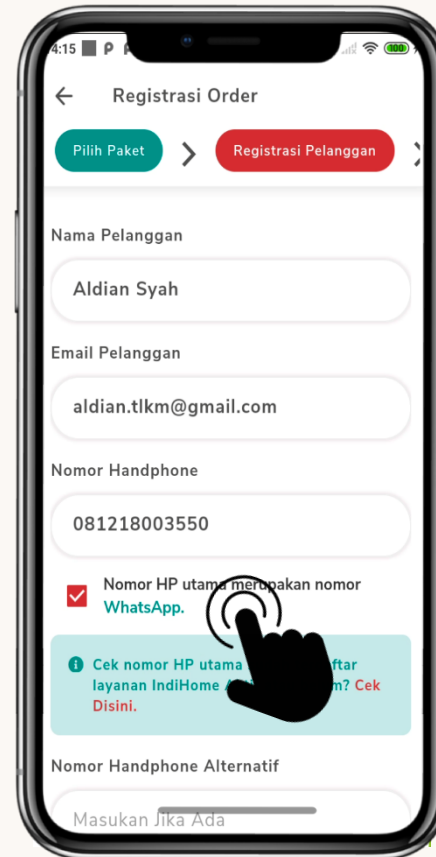 4:15
100
Registrasi Order
Pilih Paket
Registrasi Pelanggan
Nama Pelanggan
Aldian Syah
Email Pelanggan
aldian.tlkm@gmail.com
Nomor Handphone
081218003550
Nomor HP utama merupakan nomor
WhatsApp.
Cek nomor HP utama
layanan IndiHome Cek
Disini.
Nomor Handphone Alternatif
Masukan Jika Ada